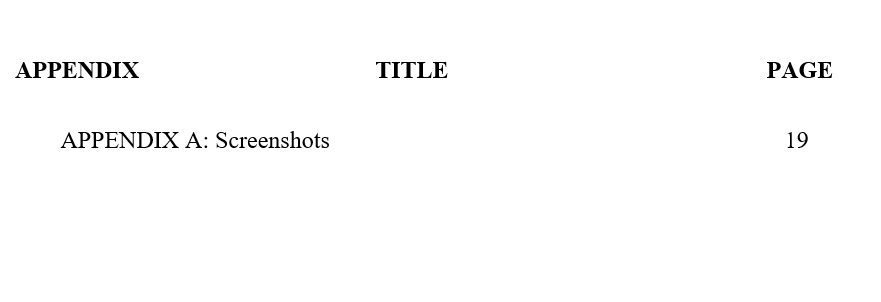 APPENDIX TITLE PAGE
APPENDIX A: Screenshots 19